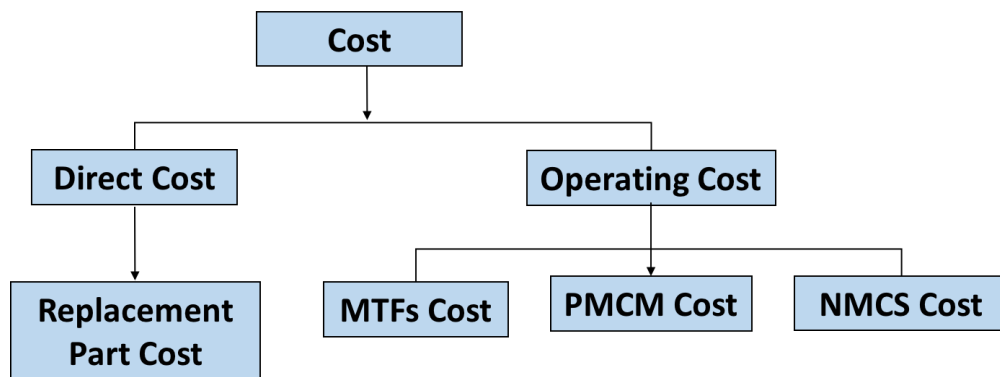 Cost
Direct Cost
Operating Cost
Replacement
Part Cost
MTFs Cost
PMCM Cost
NMCS Cost